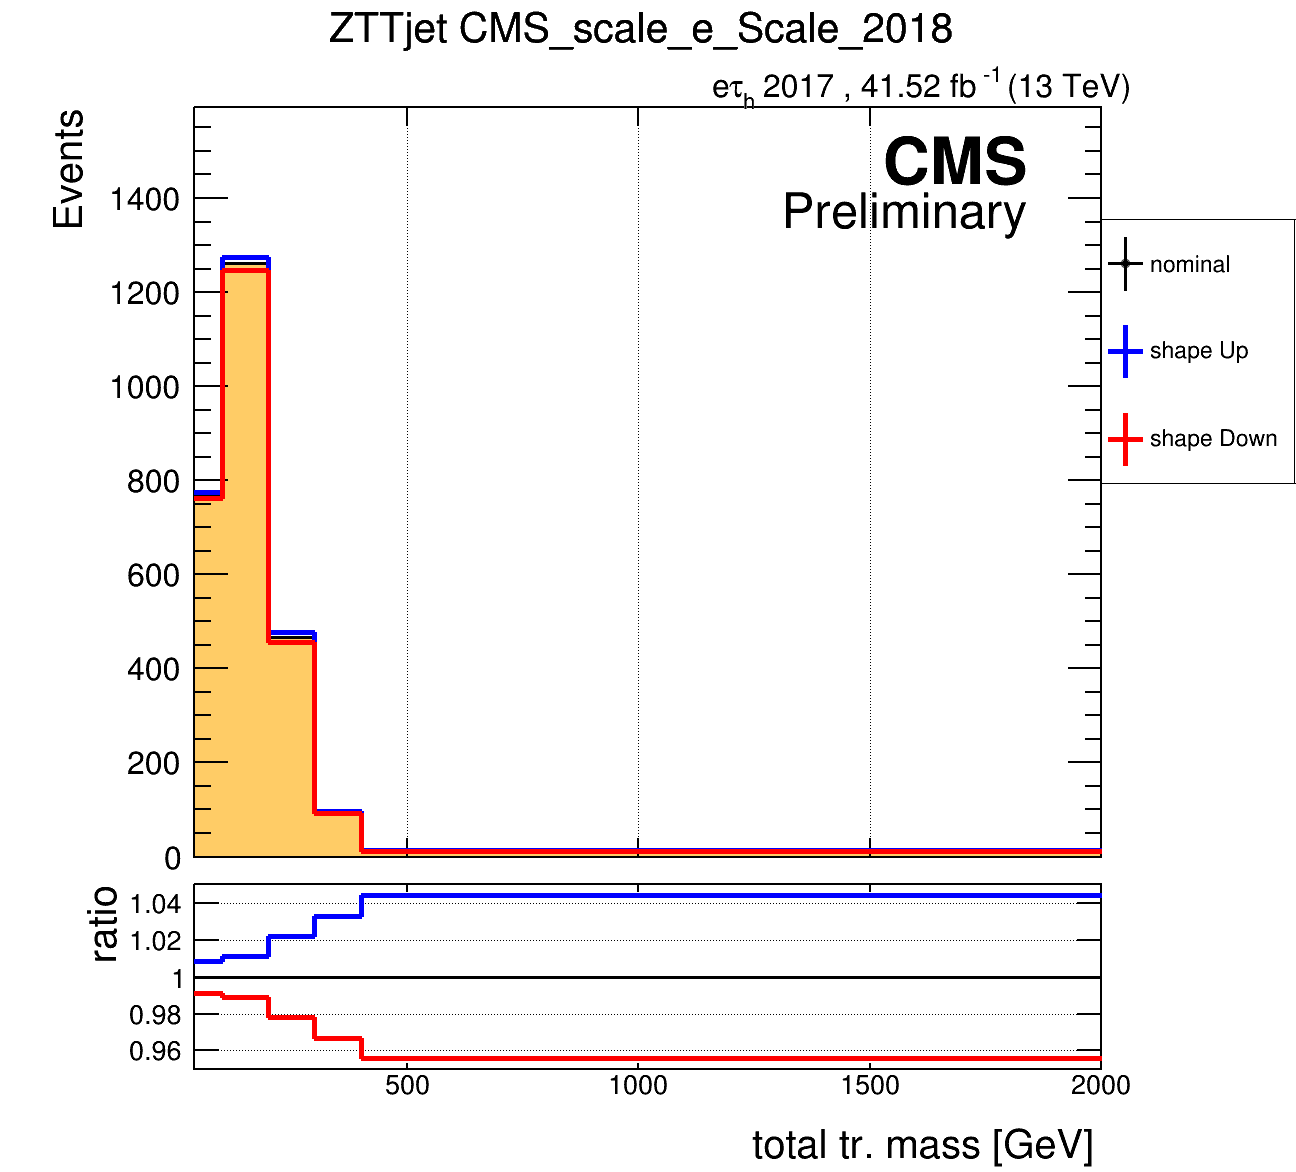 ZTTjet CMS_scale_e_Scale_2018
eτh 2017 , 41.52 fb-1 (13 TeV)
Events
CMS
Preliminary
1400
1200
1000
800
600
400
200
0
nominal
shape Up
shape Down
ratio
1.04
1.02
1
0.98
0.96
500 1000 1500 2000
total tr. mass [GeV]